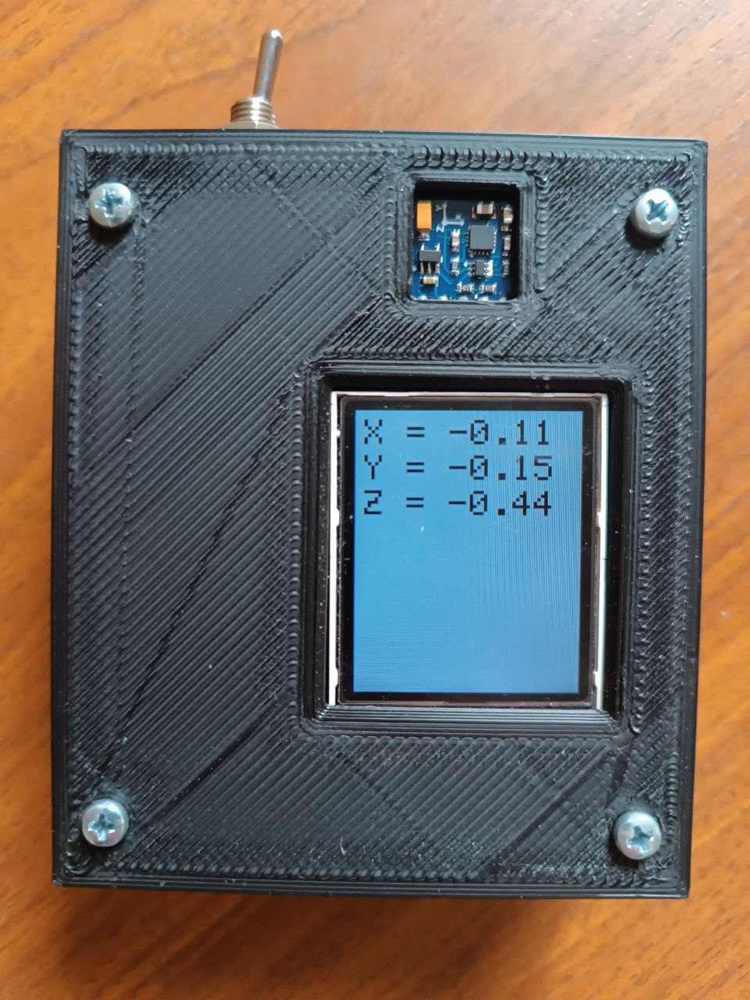 X = -0.11
Y = -0.15
Z = -0.44